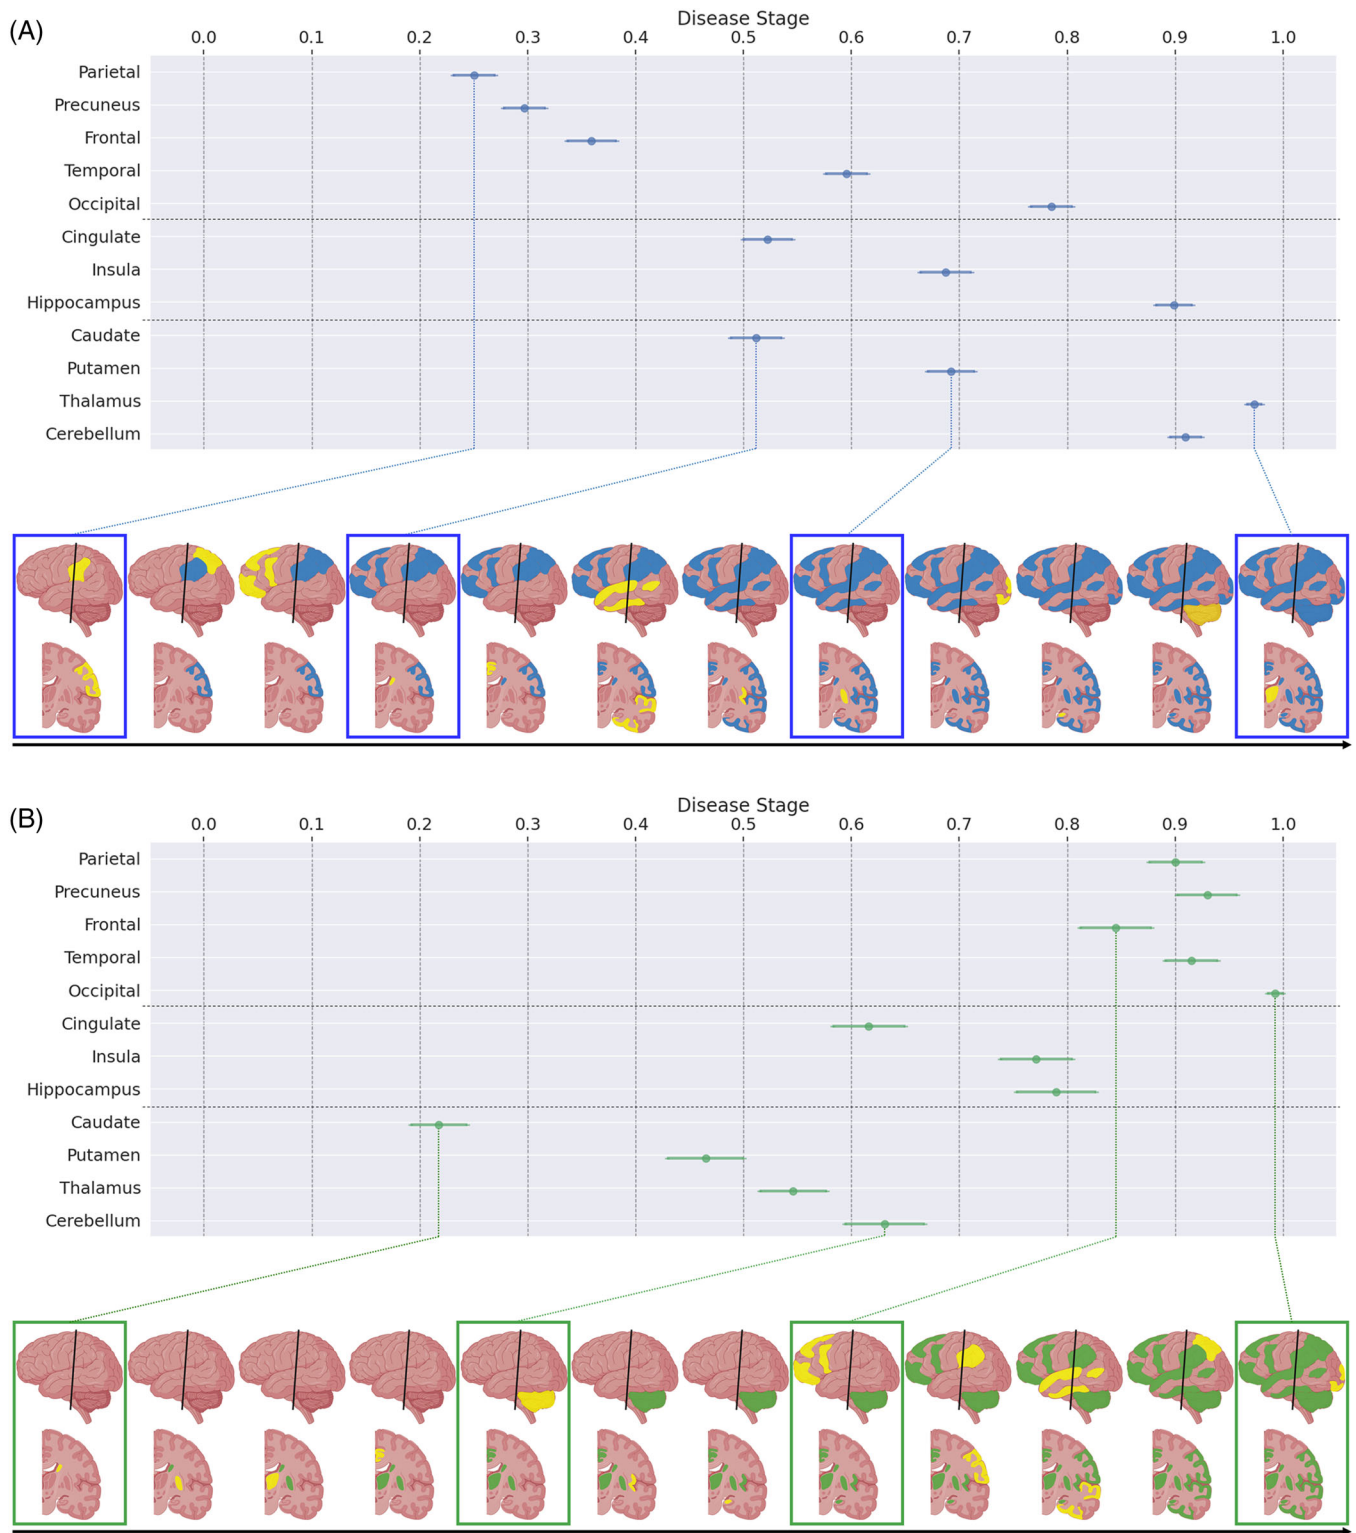 (A)
Disease Stage
0.0 0.1 0.2 0.3 0.4 0.5 0.6 0.7 0.8 0.9 1.0
Parietal
Precuneus
Frontal
Temporal
Occipital
Cingulate
Insula
Hippocampus
Caudate
Putamen
Thalamus
Cerebellum
(B)
Disease Stage
0.0 0.1 0.2 0.3 0.4 0.5 0.6 0.7 0.8 0.9 1.0
Parietal
Precuneus
Frontal
Temporal
Occipital
Cingulate
Insula
Hippocampus
Caudate
Putamen
Thalamus
Cerebellum